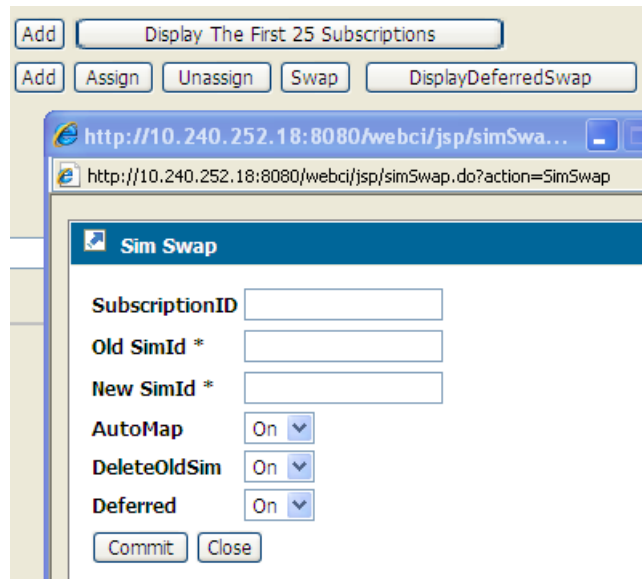 Add Display The First 25 Subscriptions
Add Assign Unassign Swap DisplayDeferredSwap
http://10.240.252.18:8080/webci/jsp/simSwa...
http://10.240.252.18:8080/webci/jsp/simSwap.do?action=SimSwap
Sim Swap
SubscriptionID
Old SimId *
New SimId *
AutoMap On
DeleteOldSim On
Deferred On
Commit Close